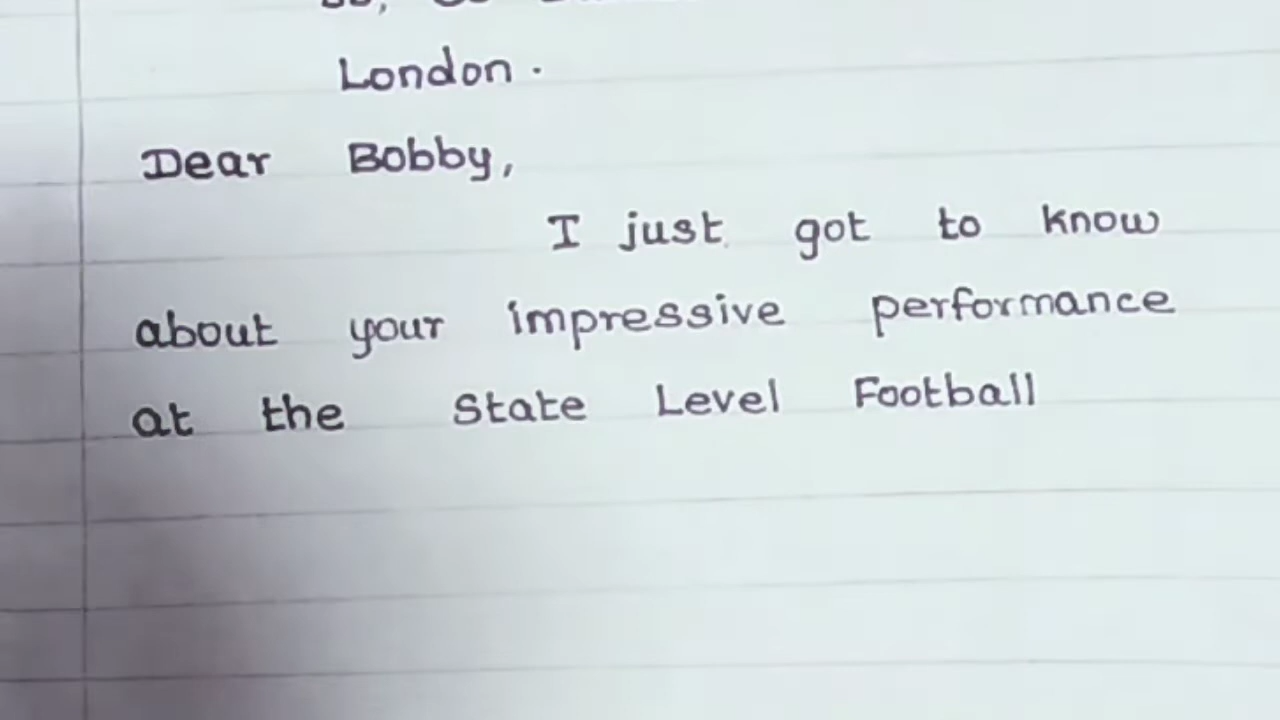 London.
Dear Bobby,
I just got to know
about your impressive performance
at the State Level Football